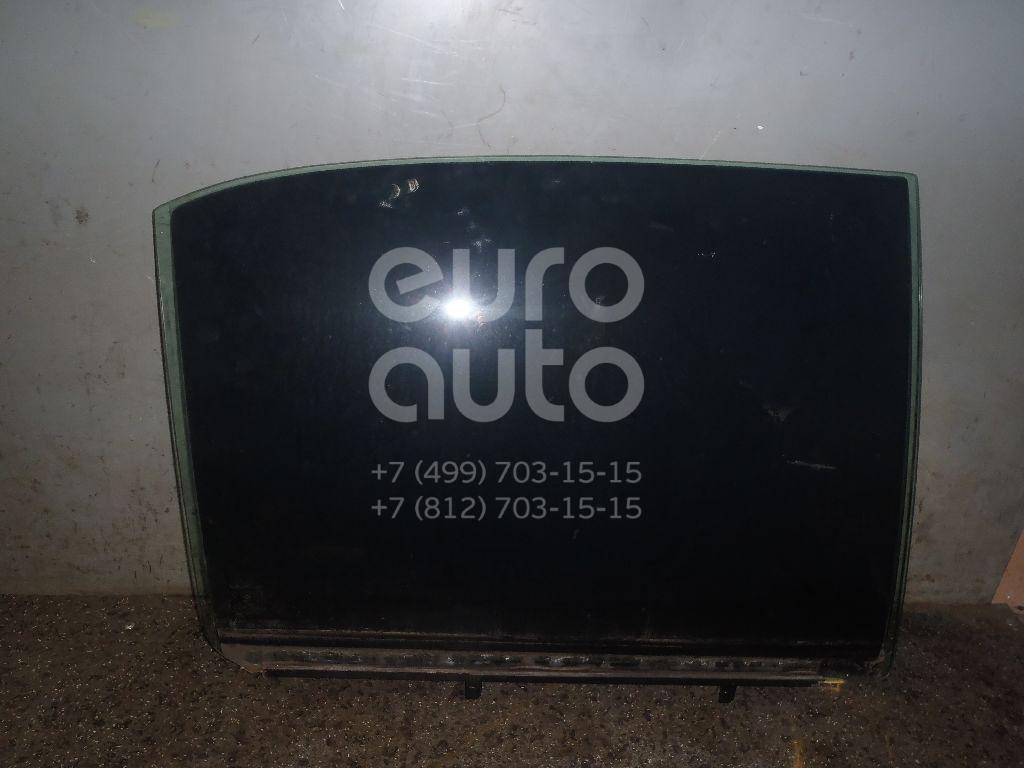 euro
auto
+7 (499) 703-15-15
+7 (812) 703-15-15